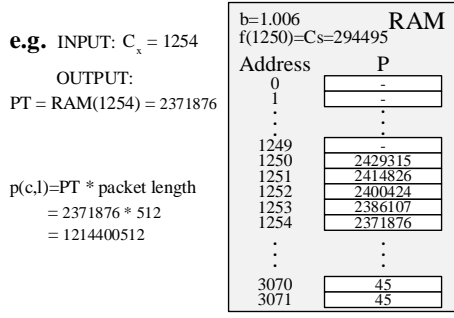 e.g. INPUT: Cx = 1254
OUTPUT:
PT = RAM(1254) = 2371876
p(c,l)=PT * packet length
= 2371876 * 512
= 1214400512
b=1.006 RAM
f(1250)=Cs=294495
Address P
0 -
1 -
. .
. .
. .
1249 -
1250 2429315
1251 2414826
1252 2400424
1253 2386107
1254 2371876
. .
. .
. .
3070 45
3071 45